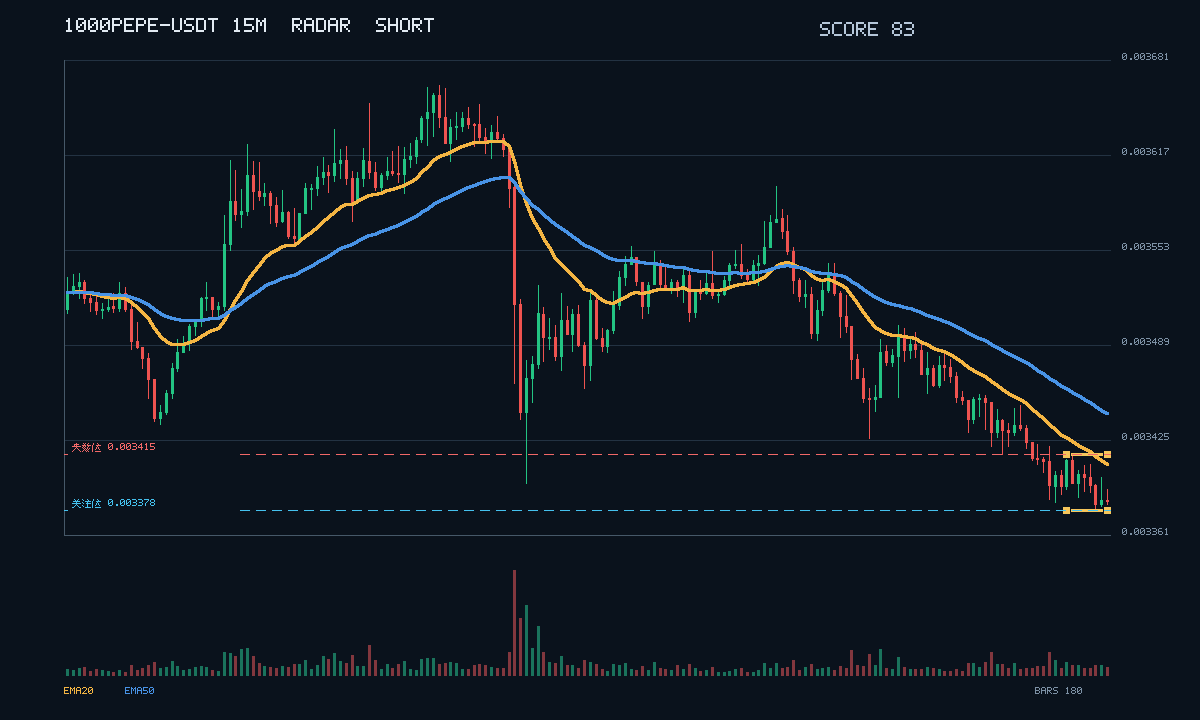 1000PEPE-USDT 15M RADAR SHORT
SCORE 83
0.003681
0.003617
0.003553
0.003489
0.003425
失效位 0.003415
关注位 0.003378
0.003361
EMA20 EMA50
BARS 180